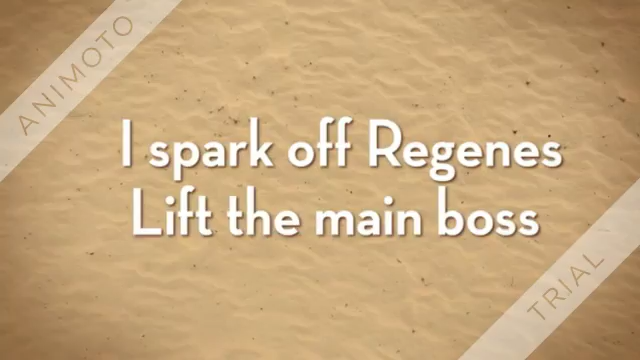 ANIMOTO
I spark off Regenes
Lift the main boss
TRIAL